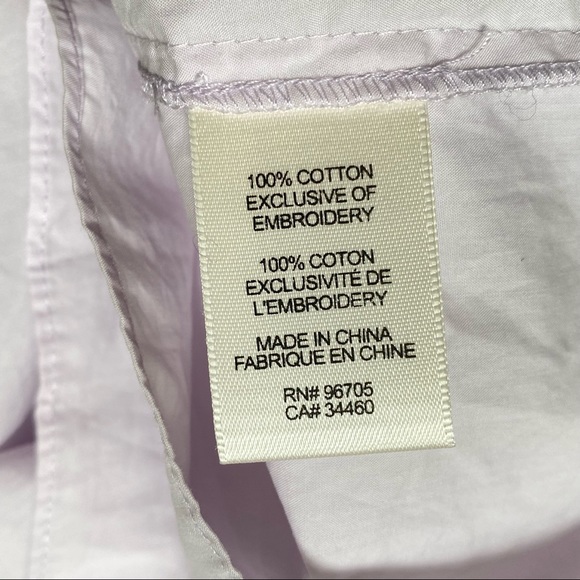 100% COTTON
EXCLUSIVE OF
EMBROIDERY
100% COTON
EXCLUSIVITÉ DE
L'EMBROIDERY
MADE IN CHINA
FABRIQUE EN CHINE
RN# 96705
CA# 34460